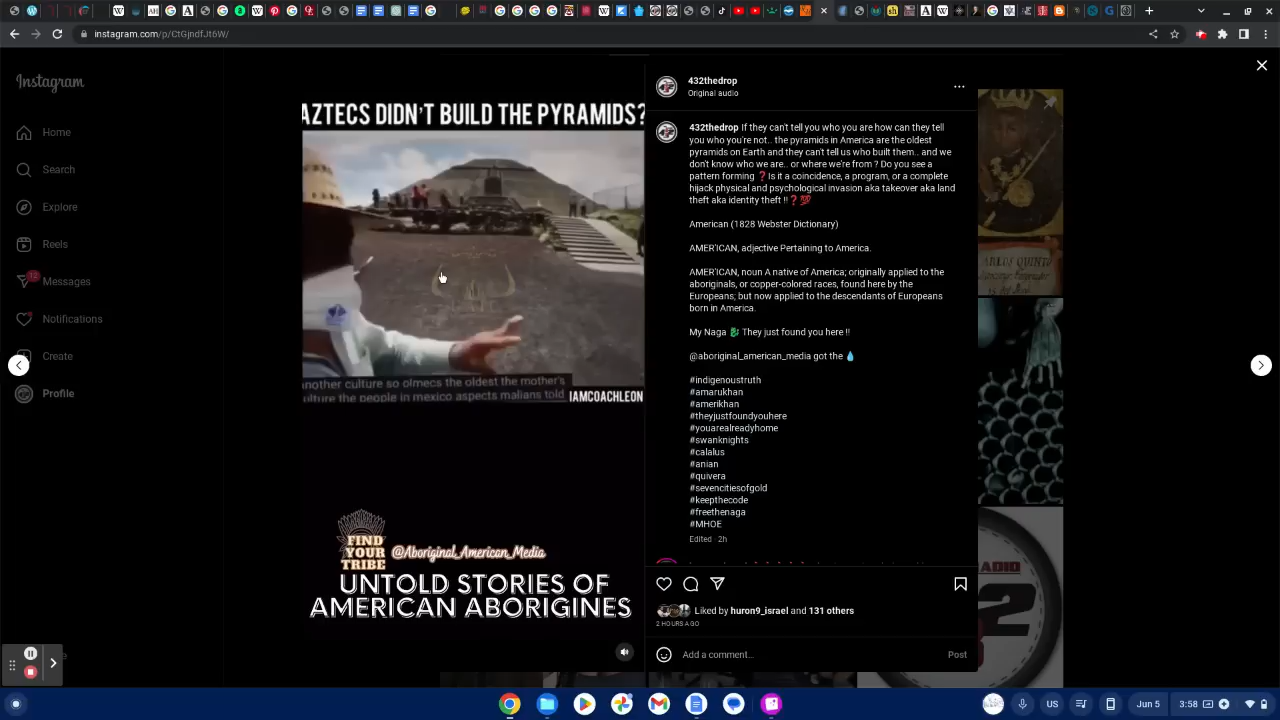 instagram.com/p/CtGjndfJt6W/
Instagram
Home
Search
Explore
Reels
12
Messages
Notifications
Create
Profile
AZTECS DIDN'T BUILD THE PYRAMIDS?
another culture so olmecs the oldest the mother's
culture the people in mexico aspects malians told
IAMCOACHLEON
FIND
YOUR
TRIBE
@Aboriginal_American_Media
UNTOLD STORIES OF
AMERICAN ABORIGINES
432thedrop
Original audio
432thedrop If they can't tell you who you are how can they tell
you who you're not.. the pyramids in America are the oldest
pyramids on Earth and they can't tell us who built them.. and we
don't know who we are.. or where we're from ? Do you see a
pattern forming ❓Is it a coincidence, a program, or a complete
hijack physical and psychological invasion aka takeover aka land
theft aka identity theft !!❓💯
American (1828 Webster Dictionary)
AMER'ICAN, adjective Pertaining to America.
AMER'ICAN, noun A native of America; originally applied to the
aboriginals, or copper-colored races, found here by the
Europeans; but now applied to the descendants of Europeans
born in America.
My Naga 🐉 They just found you here !!
@aboriginal_american_media got the 💧
#indigenoustruth
#amarukhan
#amerikhan
#theyjustfoundyouhere
#youarealreadyhome
#swanknights
#calalus
#anian
#quivera
#sevencitiesofgold
#keepthecode
#freethenaga
#MHOE
Edited · 2h
Liked by huron9_israel and 131 others
2 HOURS AGO
Add a comment...
Post
ARLOS QUINTO
ADIO
2
US
Jun 5
3:58